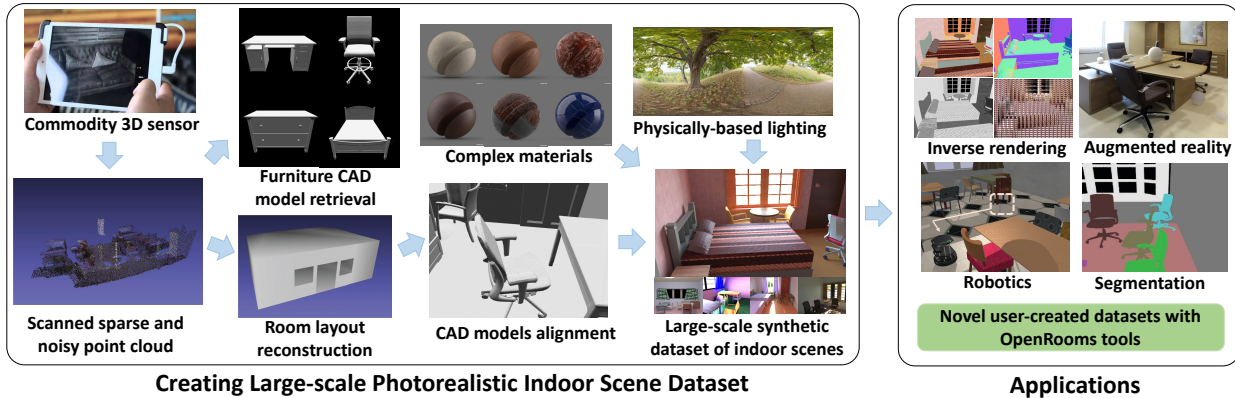 Commodity 3D sensor
Scanned sparse and
noisy point cloud
Furniture CAD
model retrieval
Room layout
reconstruction
Complex materials
CAD models alignment
Physically-based lighting
Large-scale synthetic
dataset of indoor scenes
Creating Large-scale Photorealistic Indoor Scene Dataset
Inverse rendering
Augmented reality
Robotics
Segmentation
Novel user-created datasets with
OpenRooms tools
Applications